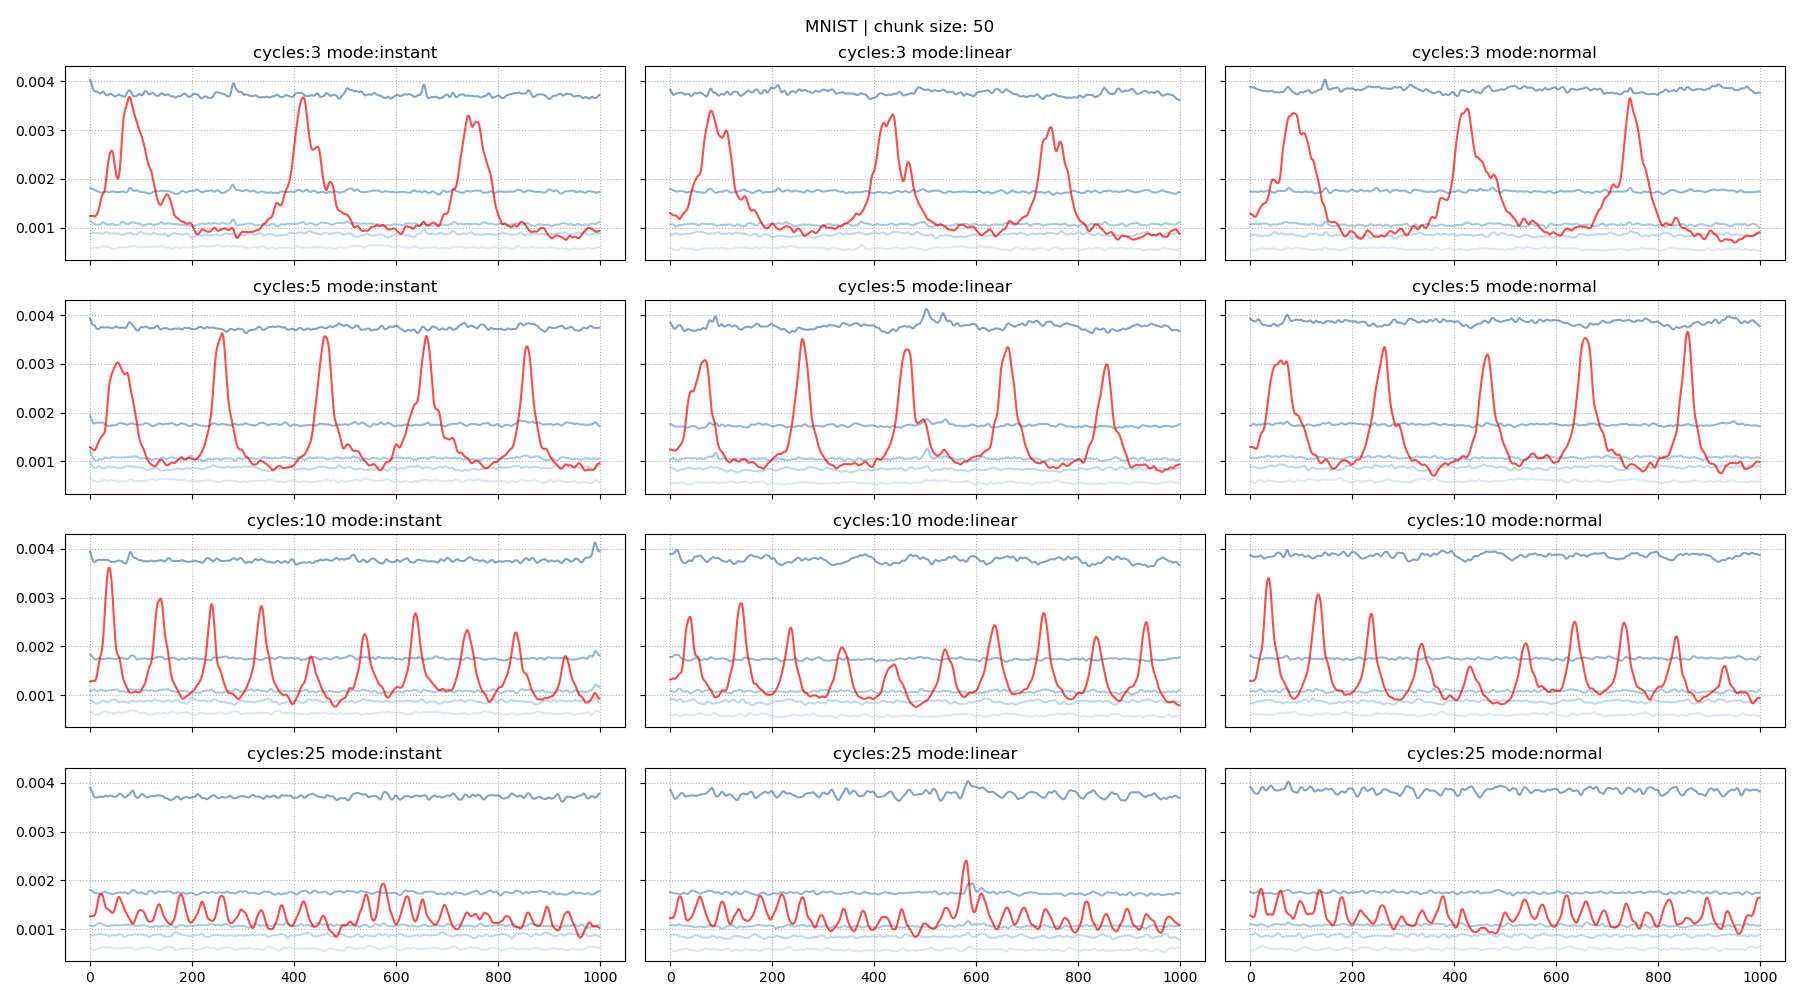 MNIST | chunk size: 50
cycles:3 mode:instant
cycles:3 mode:linear
cycles:3 mode:normal
0.004
0.003
0.002
0.001
cycles:5 mode:instant
cycles:5 mode:linear
cycles:5 mode:normal
0.004
0.003
0.002
0.001
cycles:10 mode:instant
cycles:10 mode:linear
cycles:10 mode:normal
0.004
0.003
0.002
0.001
cycles:25 mode:instant
cycles:25 mode:linear
cycles:25 mode:normal
0.004
0.003
0.002
0.001
0 200 400 600 800 1000
0 200 400 600 800 1000
0 200 400 600 800 1000